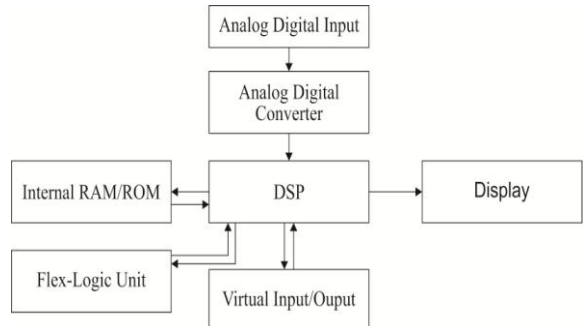 Analog Digital Input
Analog Digital
Converter
Internal RAM/ROM
DSP
Display
Flex-Logic Unit
Virtual Input/Ouput